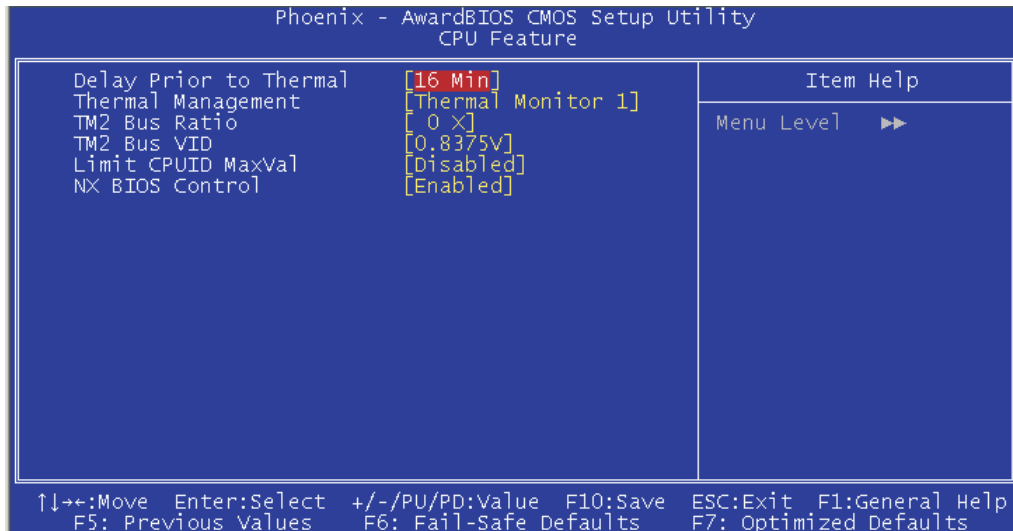 Phoenix - AwardBIOS CMOS Setup Utility
CPU Feature
Delay Prior to Thermal [16 Min]
Thermal Management [Thermal Monitor 1]
TM2 Bus Ratio [ 0 X]
TM2 Bus VID [0.8375V]
Limit CPUID MaxVal [Disabled]
NX BIOS Control [Enabled]
Item Help
Menu Level ▶▶
↑↓→←:Move Enter:Select +/-/PU/PD:Value F10:Save ESC:Exit F1:General Help
F5: Previous Values F6: Fail-Safe Defaults F7: Optimized Defaults